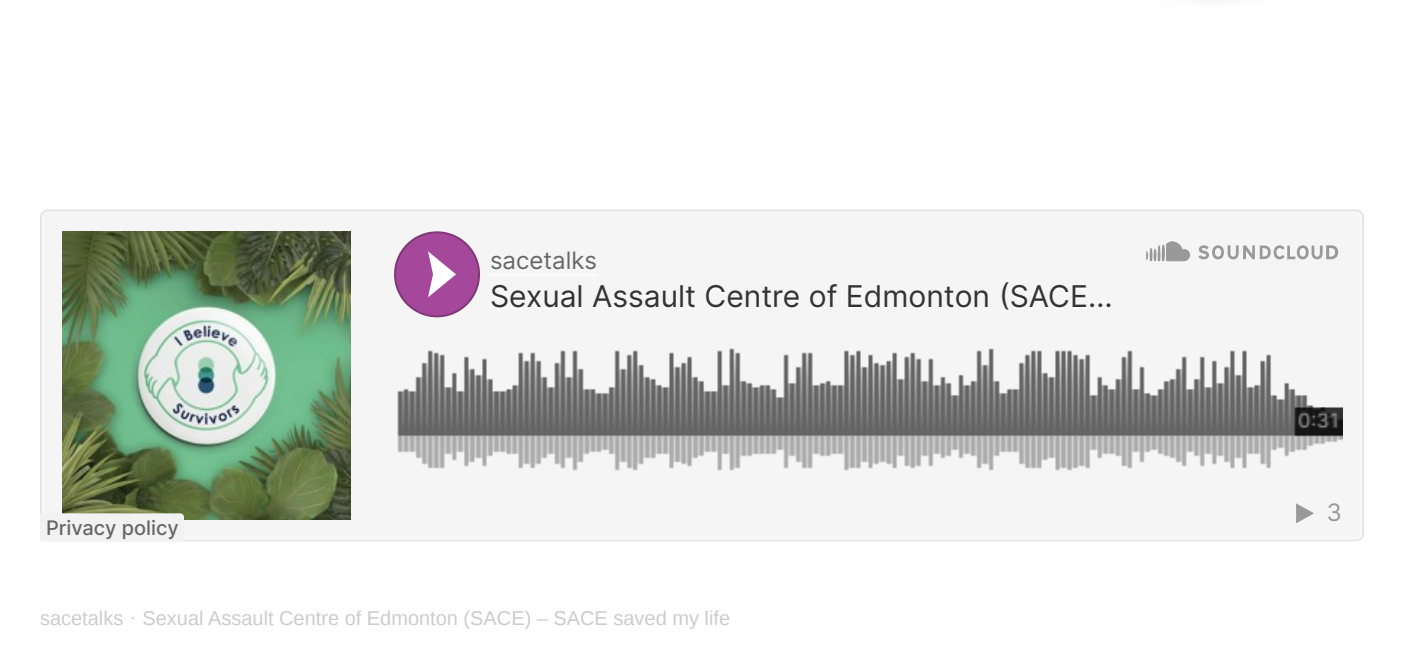 sacetalks
SOUNDCLOUD
Sexual Assault Centre of Edmonton (SACE...
I Believe
Survivors
0:31
3
Privacy policy
sacetalks · Sexual Assault Centre of Edmonton (SACE) – SACE saved my life